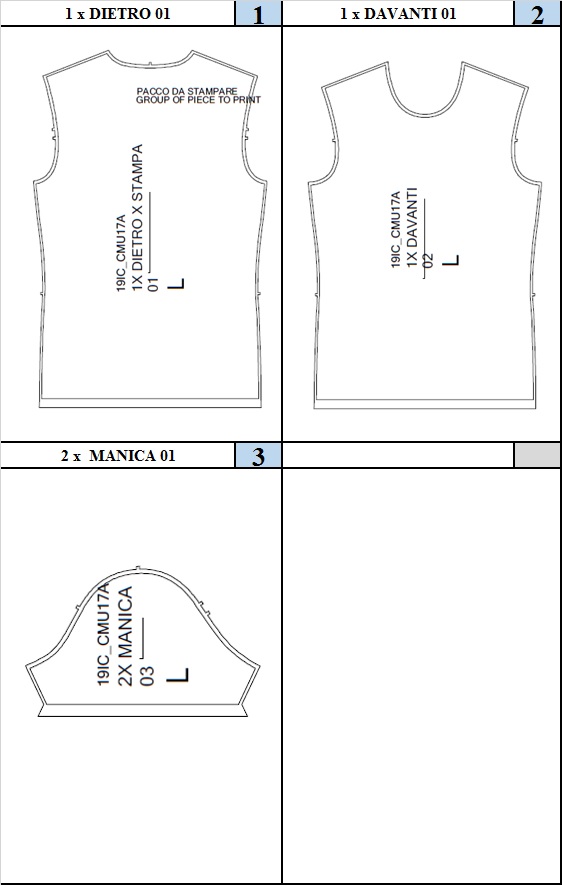 1 x DIETRO 01
1
PACCO DA STAMPARE
GROUP OF PIECE TO PRINT
19IC_CMU17A
1X DIETRO X STAMPA
01
L
1 x DAVANTI 01
2
19IC_CMU17A
1X DAVANTI
02
L
2 x MANICA 01
3
19IC_CMU17A
2X MANICA
03
L